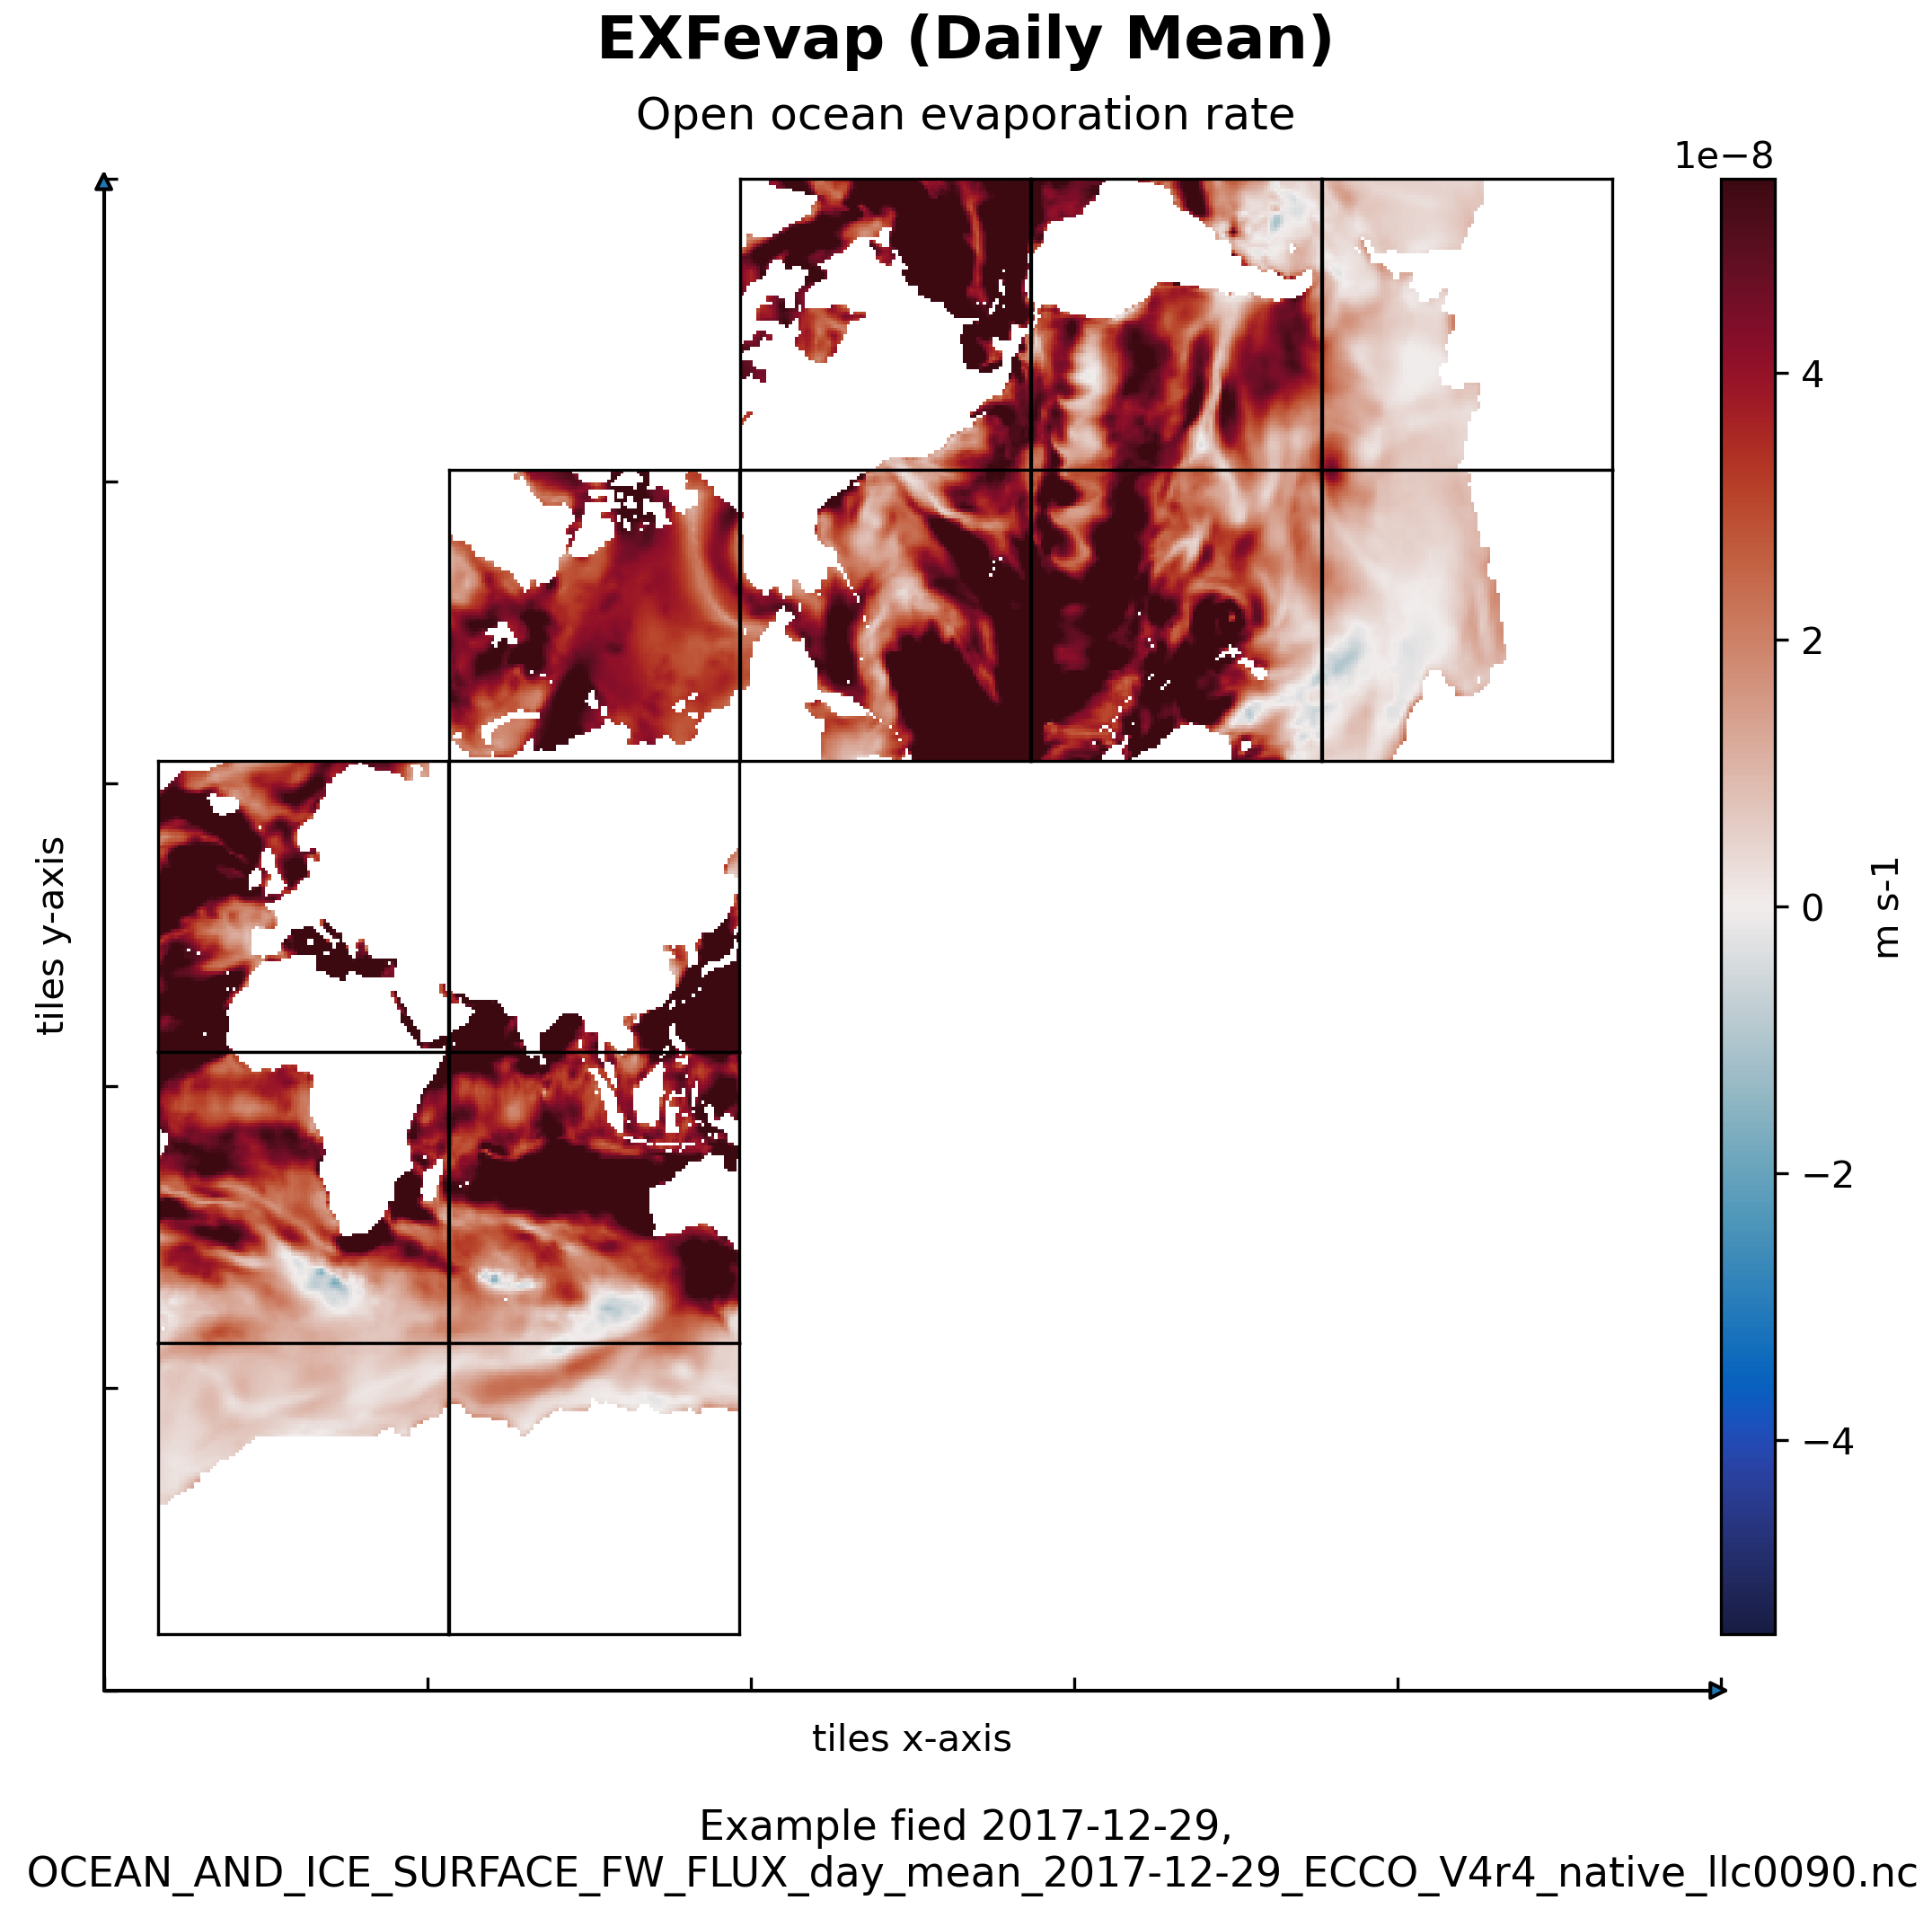 EXFevap (Daily Mean)
Open ocean evaporation rate
1e−8
4
2
0
−2
−4
m s-1
tiles y-axis
tiles x-axis
Example fied 2017-12-29,
OCEAN_AND_ICE_SURFACE_FW_FLUX_day_mean_2017-12-29_ECCO_V4r4_native_llc0090.nc